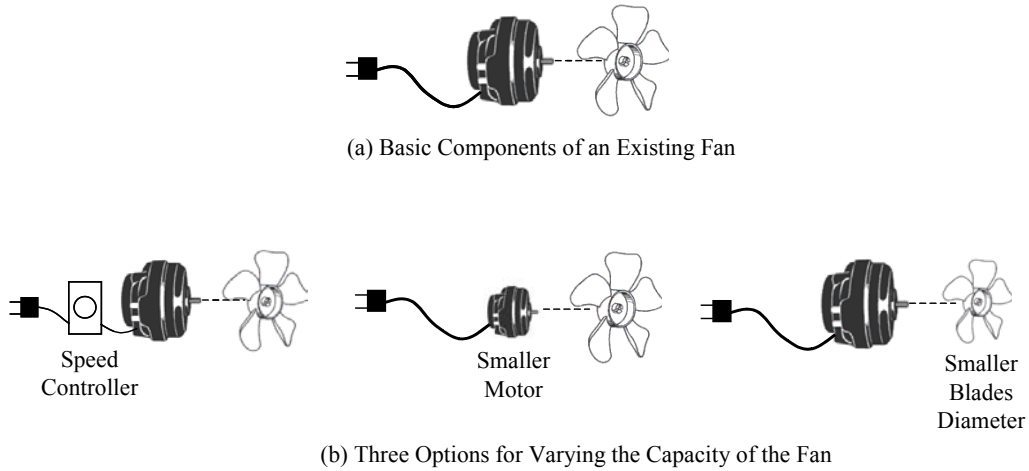 (a) Basic Components of an Existing Fan
Speed
Controller
Smaller
Motor
Smaller
Blades
Diameter
(b) Three Options for Varying the Capacity of the Fan